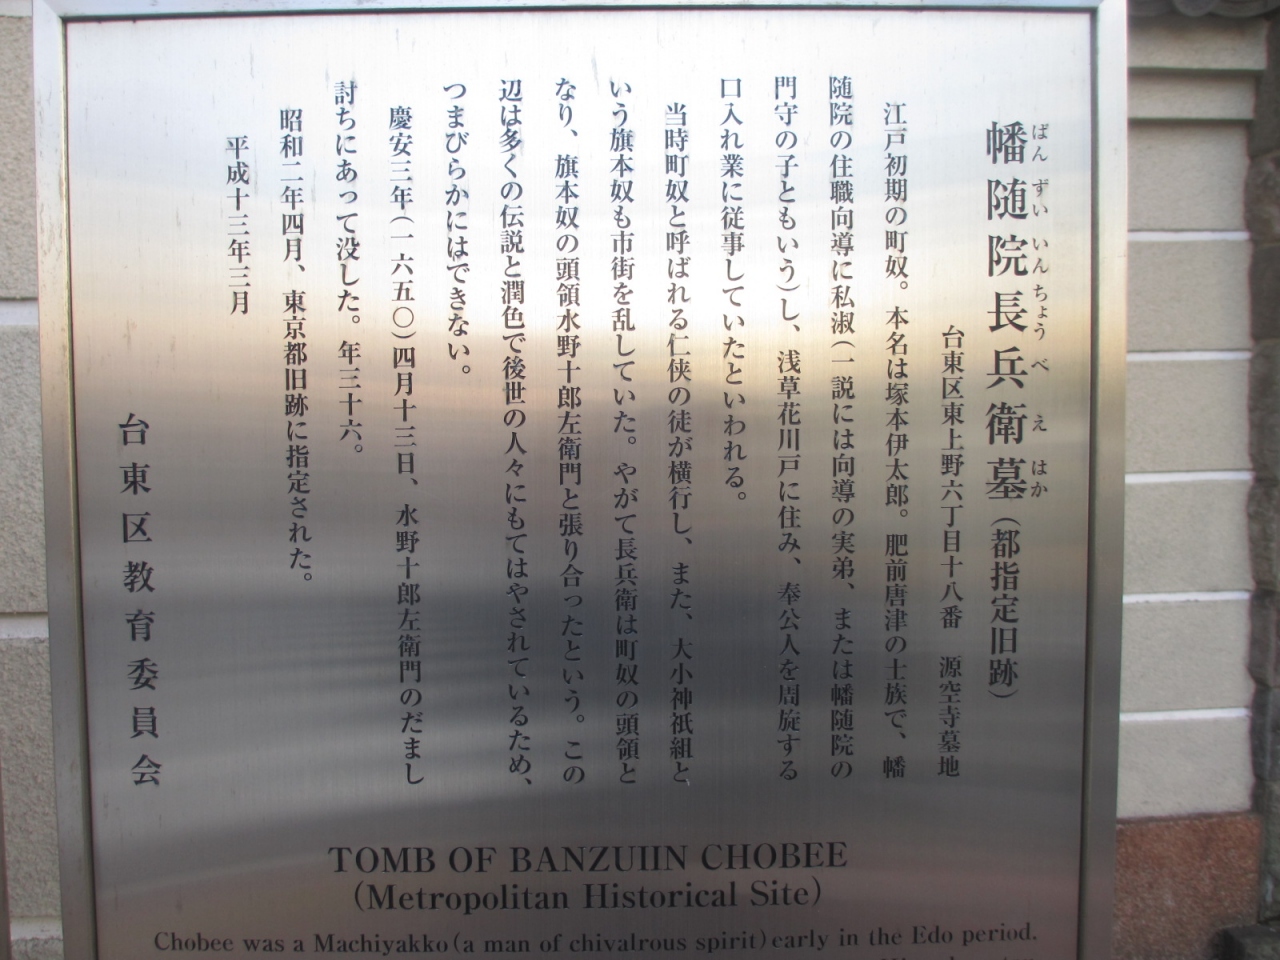 幡随院長兵衛墓（都指定旧跡）
ばん ずい いん ちょう べ え はか
台東区東上野六丁目十八番　源空寺墓地
江戸初期の町奴。本名は塚本伊太郎。肥前唐津の士族で、幡
随院の住職向導に私淑（一説には向導の実弟、または幡随院の
門守の子ともいう）し、浅草花川戸に住み、奉公人を周旋する
口入れ業に従事していたといわれる。
当時町奴と呼ばれる仁侠の徒が横行し、また、大小神祇組と
いう旗本奴も市街を乱していた。やがて長兵衛は町奴の頭領と
なり、旗本奴の頭領水野十郎左衛門と張り合ったという。この
辺は多くの伝説と潤色で後世の人々にもてはやされているため、
つまびらかにはできない。
慶安三年（一六五〇）四月十三日、水野十郎左衛門のだまし
討ちにあって没した。年三十六。
昭和二年四月、東京都旧跡に指定された。
平成十三年三月
台東区教育委員会
TOMB OF BANZUIIN CHOBEE
(Metropolitan Historical Site)
Chobee was a Machiyakko (a man of chivalrous spirit) early in the Edo period.